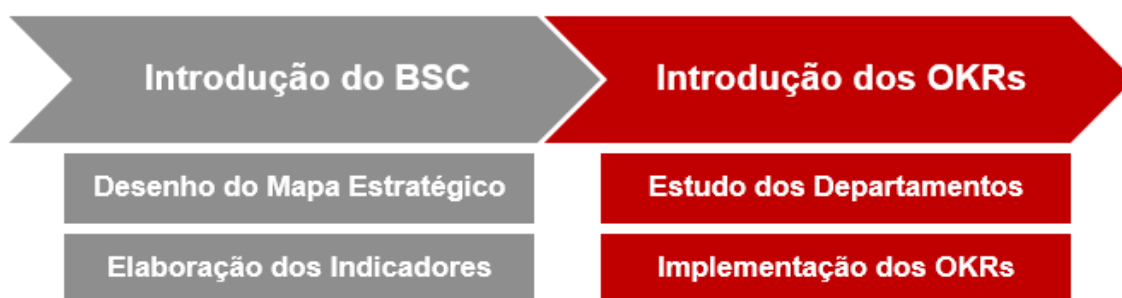 Introdução do BSC
Introdução dos OKRs
Desenho do Mapa Estratégico
Estudo dos Departamentos
Elaboração dos Indicadores
Implementação dos OKRs